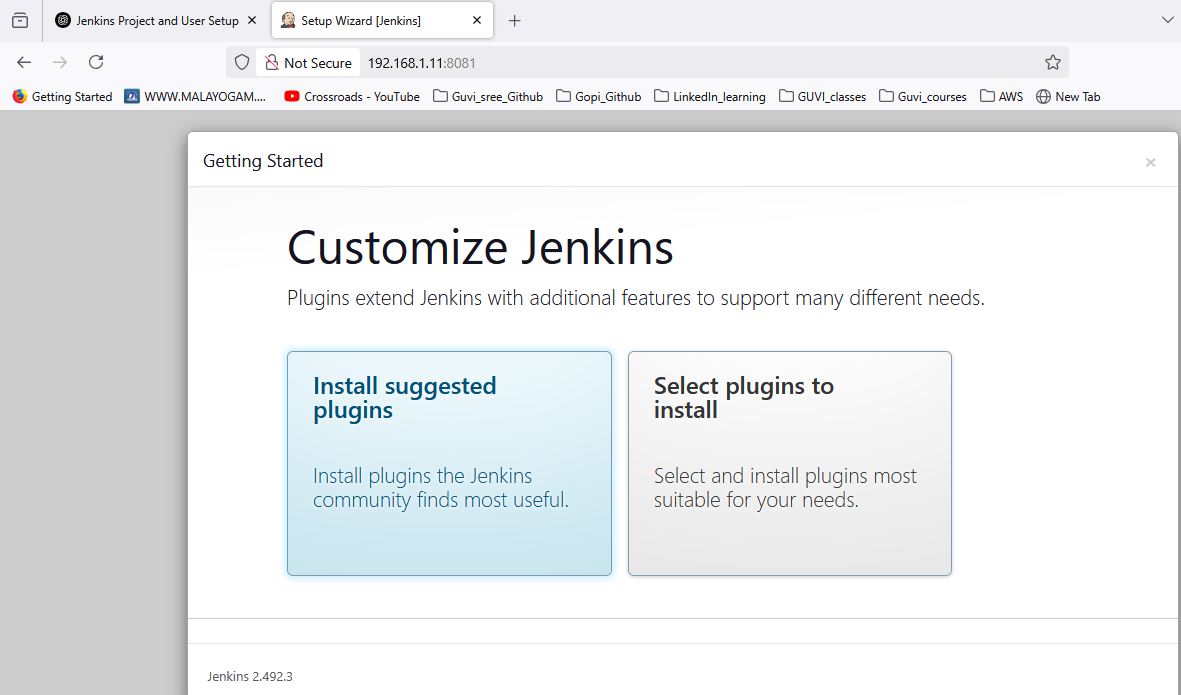 Jenkins Project and User Setup
Setup Wizard [Jenkins]
Not Secure
192.168.1.11:8081
Getting Started
WWW.MALAYOGAM....
Crossroads - YouTube
Guvi_sree_Github
Gopi_Github
LinkedIn_learning
GUVI_classes
Guvi_courses
AWS
New Tab
Getting Started
Customize Jenkins
Plugins extend Jenkins with additional features to support many different needs.
Install suggested
plugins
Install plugins the Jenkins
community finds most useful.
Select plugins to
install
Select and install plugins most
suitable for your needs.
Jenkins 2.492.3